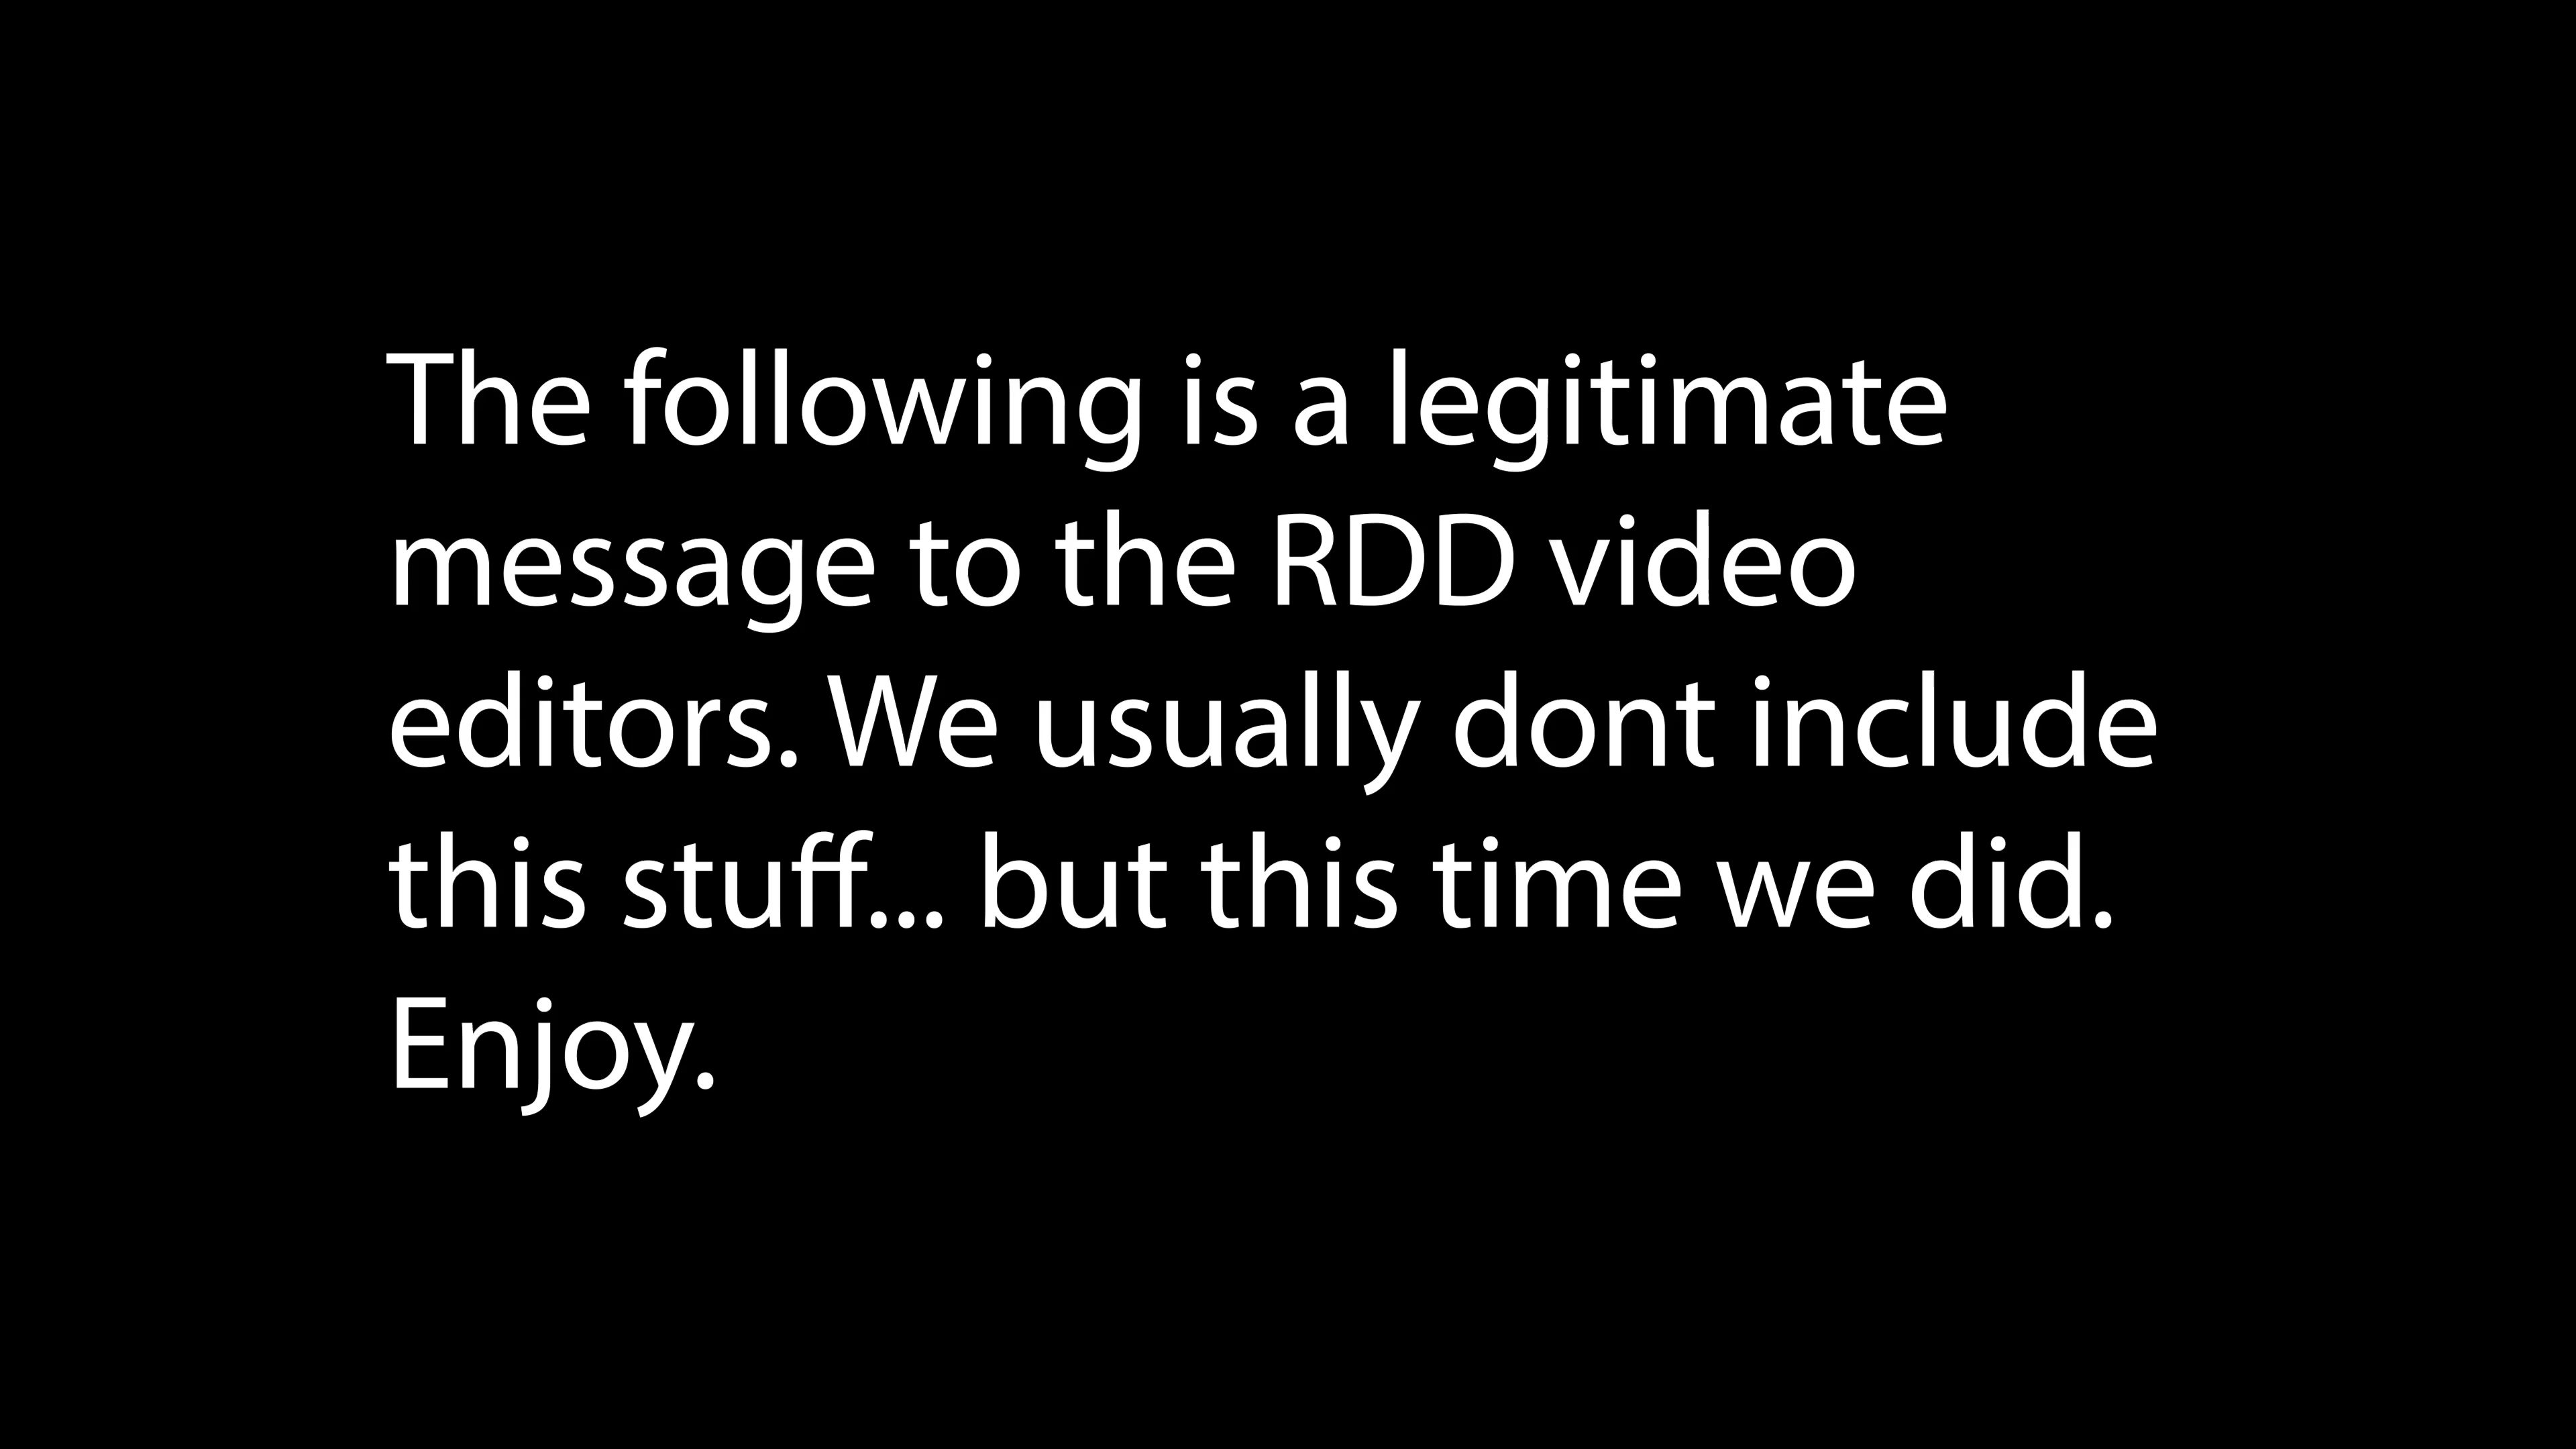 The following is a legitimate
message to the RDD video
editors. We usually dont include
this stuff... but this time we did.
Enjoy.